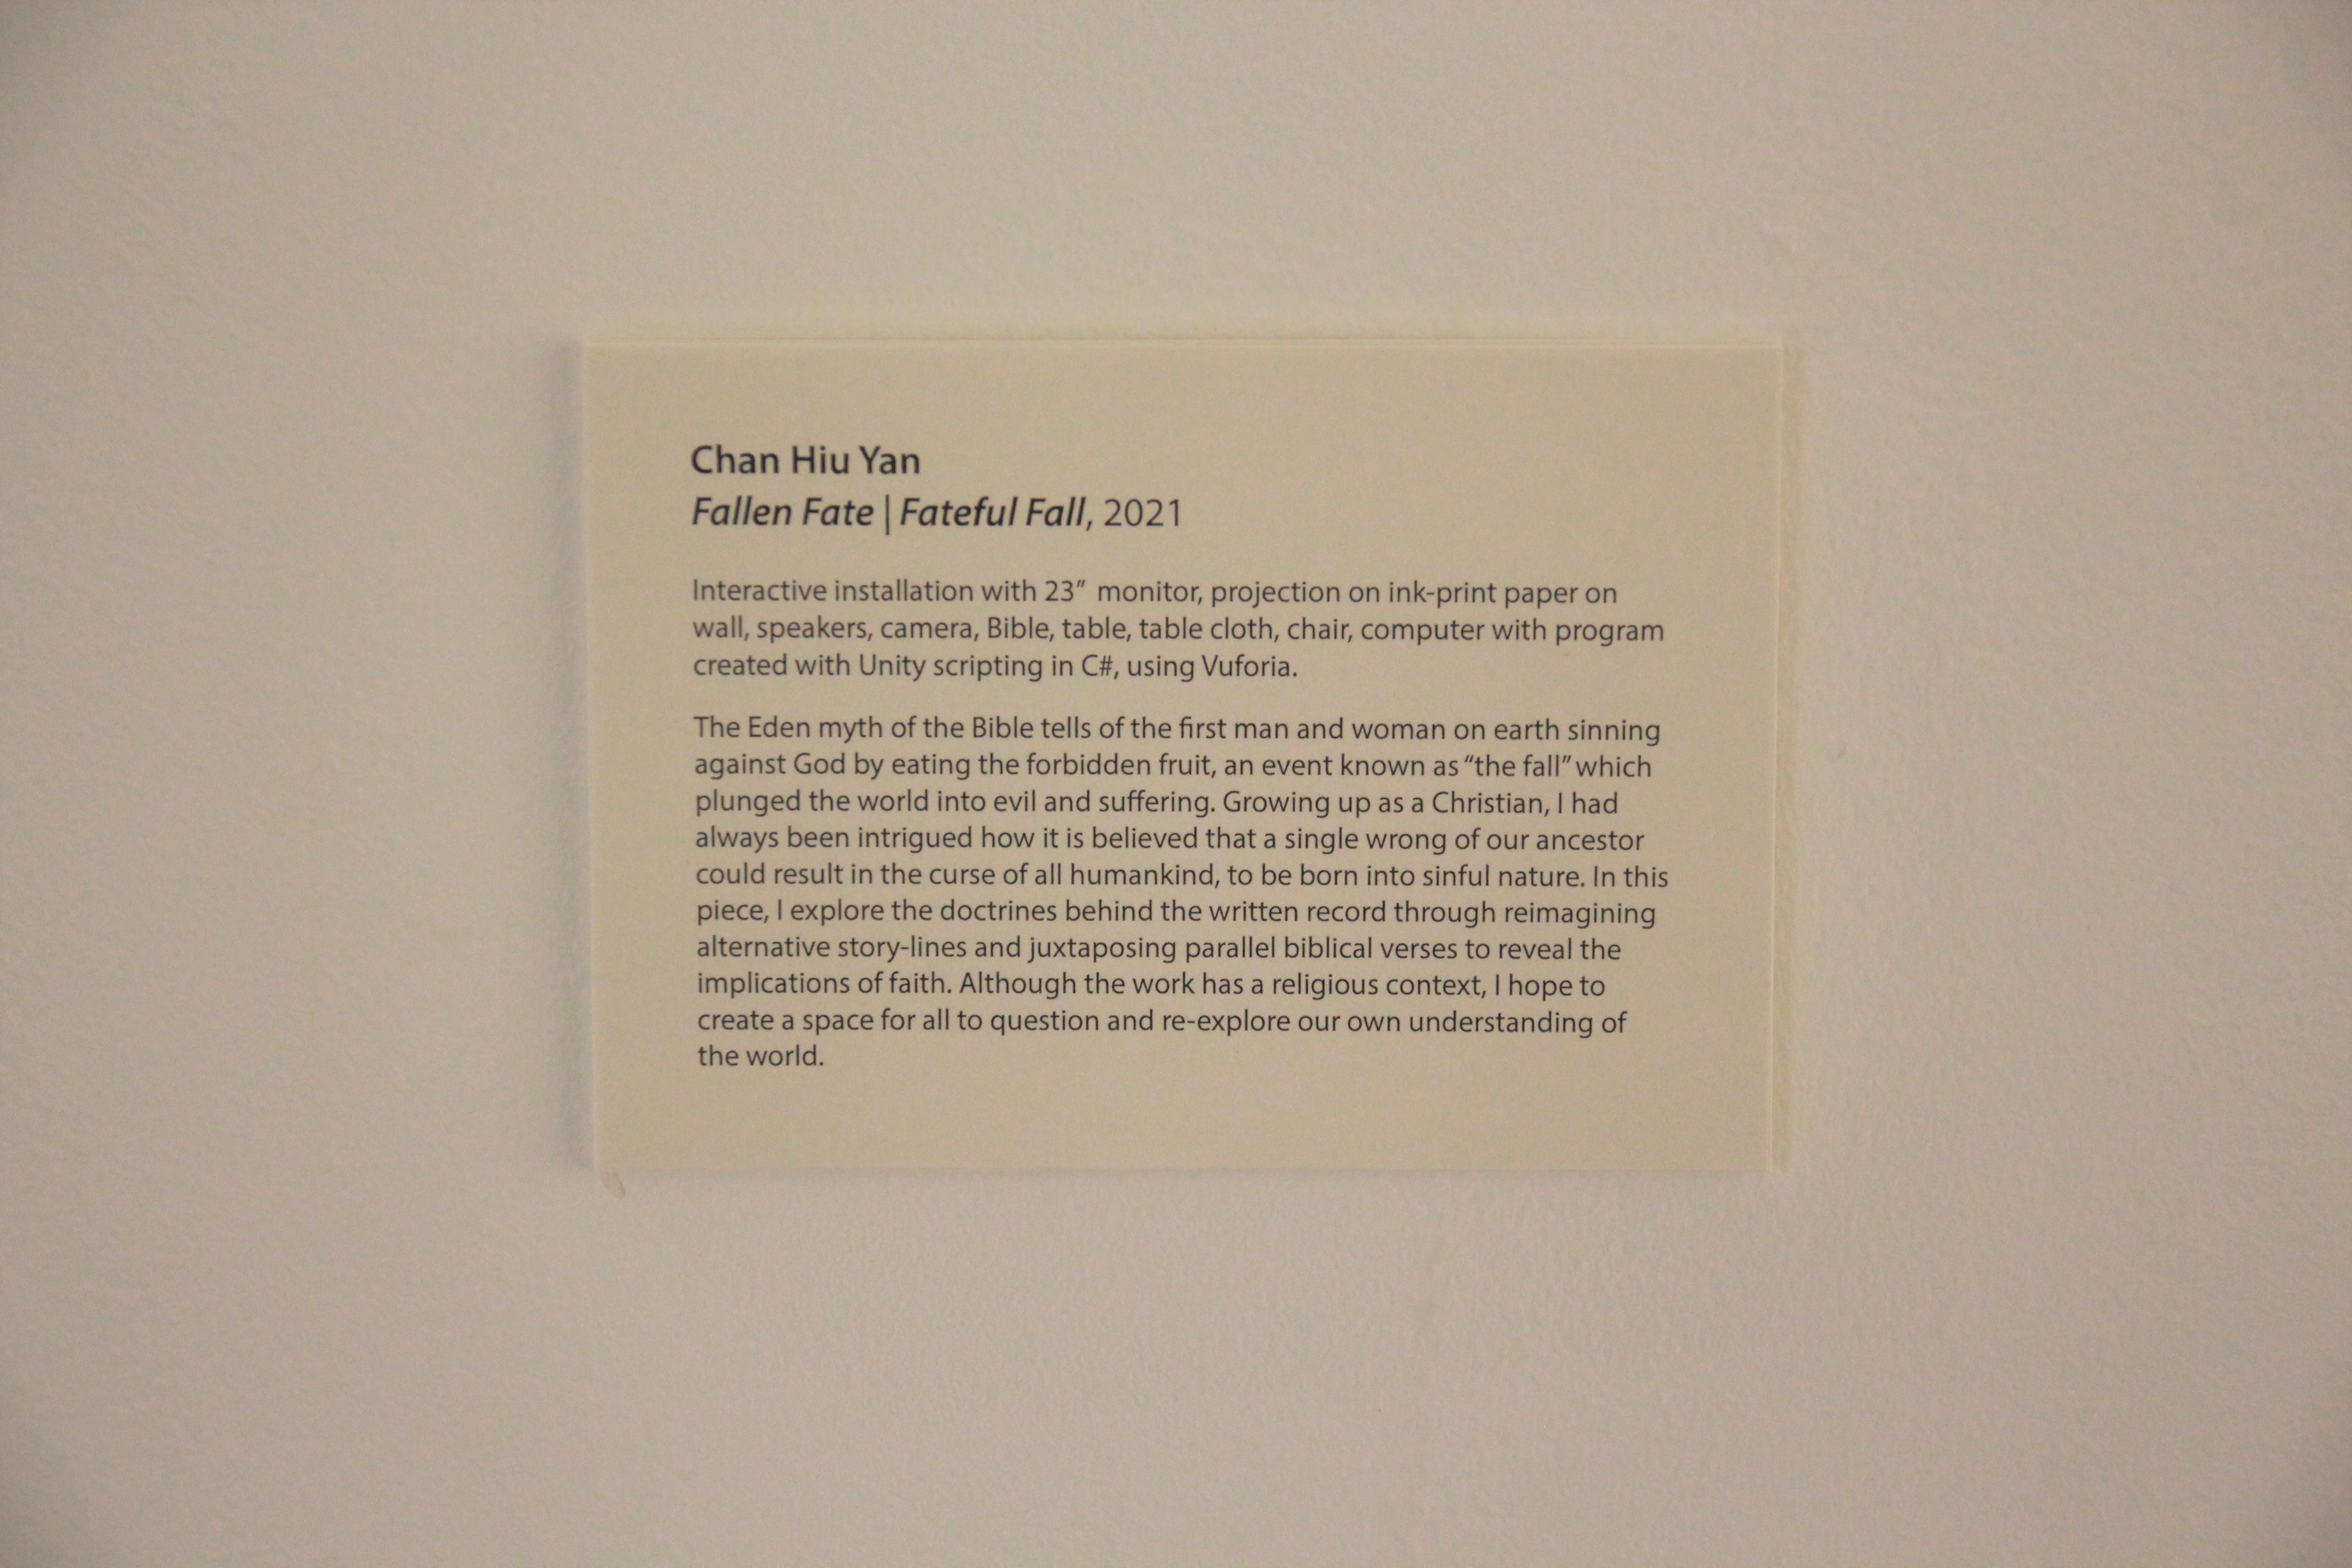 Chan Hiu Yan
Fallen Fate | Fateful Fall, 2021
Interactive installation with 23” monitor, projection on ink-print paper on
wall, speakers, camera, Bible, table, table cloth, chair, computer with program
created with Unity scripting in C#, using Vuforia.
The Eden myth of the Bible tells of the first man and woman on earth sinning
against God by eating the forbidden fruit, an event known as “the fall” which
plunged the world into evil and suffering. Growing up as a Christian, I had
always been intrigued how it is believed that a single wrong of our ancestor
could result in the curse of all humankind, to be born into sinful nature. In this
piece, I explore the doctrines behind the written record through reimagining
alternative story-lines and juxtaposing parallel biblical verses to reveal the
implications of faith. Although the work has a religious context, I hope to
create a space for all to question and re-explore our own understanding of
the world.